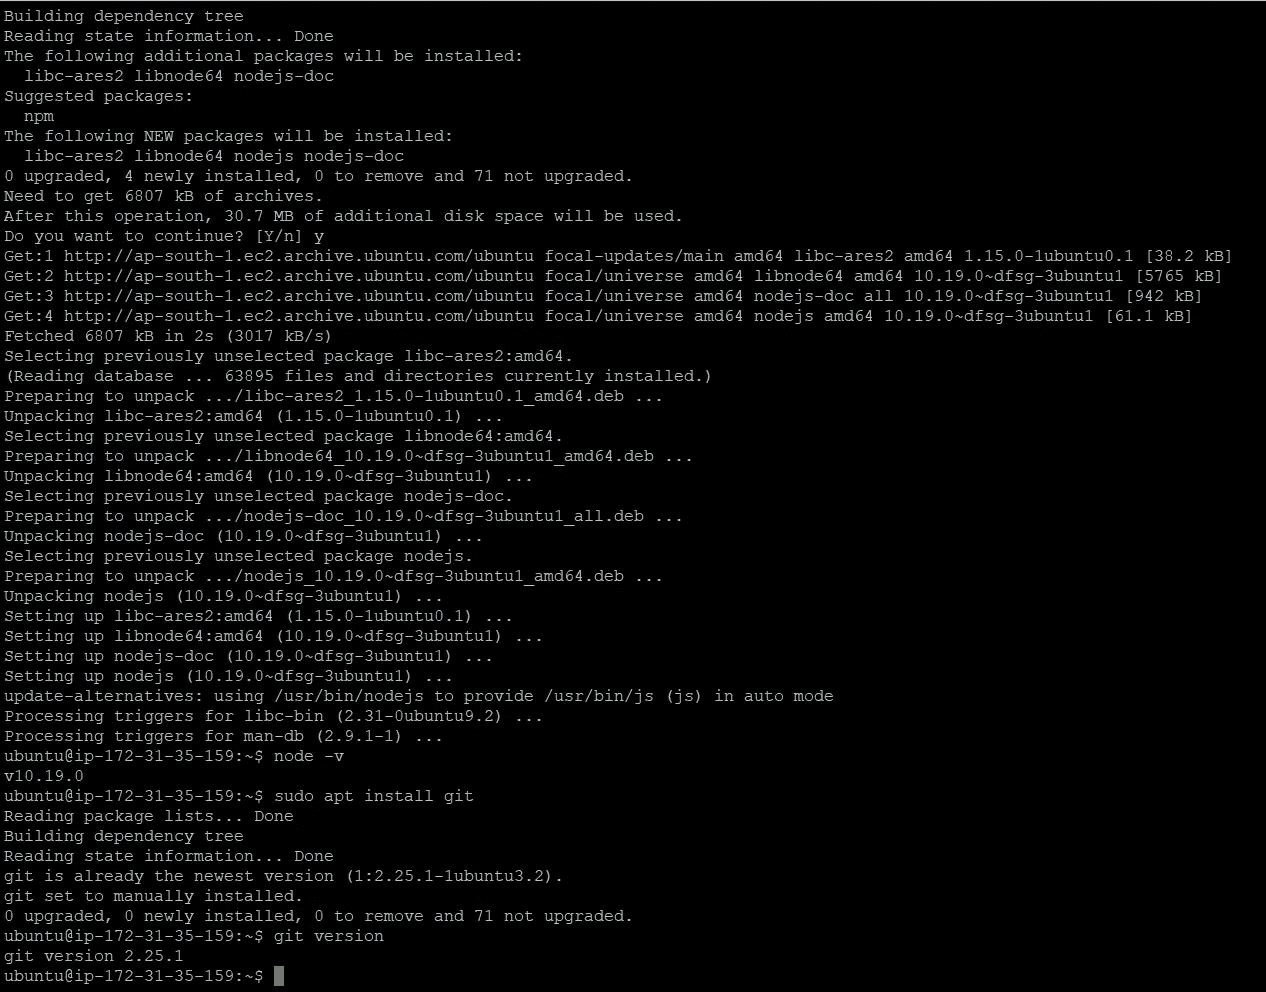 Building dependency tree
Reading state information... Done
The following additional packages will be installed:
  libc-ares2 libnode64 nodejs-doc
Suggested packages:
  npm
The following NEW packages will be installed:
  libc-ares2 libnode64 nodejs nodejs-doc
0 upgraded, 4 newly installed, 0 to remove and 71 not upgraded.
Need to get 6807 kB of archives.
After this operation, 30.7 MB of additional disk space will be used.
Do you want to continue? [Y/n] y
Get:1 http://ap-south-1.ec2.archive.ubuntu.com/ubuntu focal-updates/main amd64 libc-ares2 amd64 1.15.0-1ubuntu0.1 [38.2 kB]
Get:2 http://ap-south-1.ec2.archive.ubuntu.com/ubuntu focal/universe amd64 libnode64 amd64 10.19.0~dfsg-3ubuntu1 [5765 kB]
Get:3 http://ap-south-1.ec2.archive.ubuntu.com/ubuntu focal/universe amd64 nodejs-doc all 10.19.0~dfsg-3ubuntu1 [942 kB]
Get:4 http://ap-south-1.ec2.archive.ubuntu.com/ubuntu focal/universe amd64 nodejs amd64 10.19.0~dfsg-3ubuntu1 [61.1 kB]
Fetched 6807 kB in 2s (3017 kB/s)
Selecting previously unselected package libc-ares2:amd64.
(Reading database ... 63895 files and directories currently installed.)
Preparing to unpack .../libc-ares2_1.15.0-1ubuntu0.1_amd64.deb ...
Unpacking libc-ares2:amd64 (1.15.0-1ubuntu0.1) ...
Selecting previously unselected package libnode64:amd64.
Preparing to unpack .../libnode64_10.19.0~dfsg-3ubuntu1_amd64.deb ...
Unpacking libnode64:amd64 (10.19.0~dfsg-3ubuntu1) ...
Selecting previously unselected package nodejs-doc.
Preparing to unpack .../nodejs-doc_10.19.0~dfsg-3ubuntu1_all.deb ...
Unpacking nodejs-doc (10.19.0~dfsg-3ubuntu1) ...
Selecting previously unselected package nodejs.
Preparing to unpack .../nodejs_10.19.0~dfsg-3ubuntu1_amd64.deb ...
Unpacking nodejs (10.19.0~dfsg-3ubuntu1) ...
Setting up libc-ares2:amd64 (1.15.0-1ubuntu0.1) ...
Setting up libnode64:amd64 (10.19.0~dfsg-3ubuntu1) ...
Setting up nodejs-doc (10.19.0~dfsg-3ubuntu1) ...
Setting up nodejs (10.19.0~dfsg-3ubuntu1) ...
update-alternatives: using /usr/bin/nodejs to provide /usr/bin/js (js) in auto mode
Processing triggers for libc-bin (2.31-0ubuntu9.2) ...
Processing triggers for man-db (2.9.1-1) ...
ubuntu@ip-172-31-35-159:~$ node -v
v10.19.0
ubuntu@ip-172-31-35-159:~$ sudo apt install git
Reading package lists... Done
Building dependency tree
Reading state information... Done
git is already the newest version (1:2.25.1-1ubuntu3.2).
git set to manually installed.
0 upgraded, 0 newly installed, 0 to remove and 71 not upgraded.
ubuntu@ip-172-31-35-159:~$ git version
git version 2.25.1
ubuntu@ip-172-31-35-159:~$